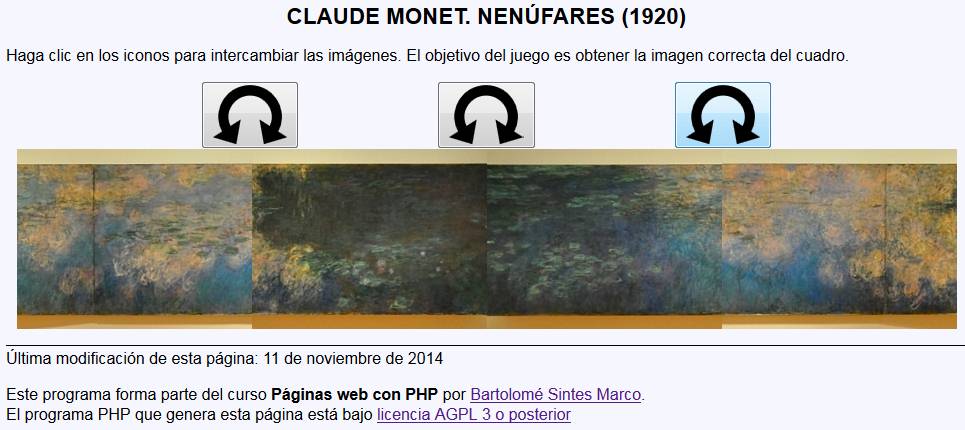 CLAUDE MONET. NENÚFARES (1920)
Haga clic en los iconos para intercambiar las imágenes. El objetivo del juego es obtener la imagen correcta del cuadro.
Última modificación de esta página: 11 de noviembre de 2014
Este programa forma parte del curso Páginas web con PHP por Bartolomé Sintes Marco.
El programa PHP que genera esta página está bajo licencia AGPL 3 o posterior